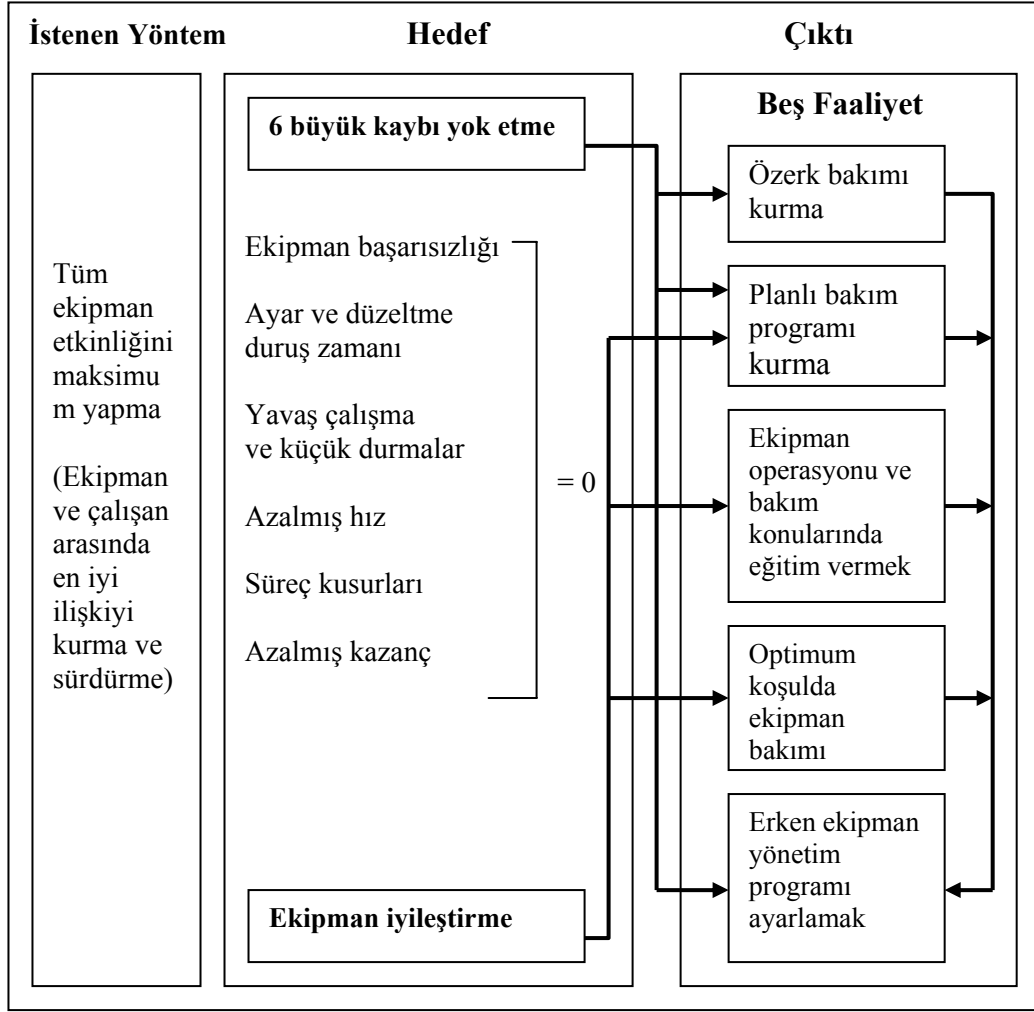 İstenen Yöntem
Hedef
Çıktı
Tüm
ekipman
etkinliğini
maksimu
m yapma
(Ekipman
ve çalışan
arasında
en iyi
ilişkiyi
kurma ve
sürdürme)
6 büyük kaybı yok etme
Ekipman başarısızlığı
Ayar ve düzeltme
duruş zamanı
Yavaş çalışma
ve küçük durmalar
= 0
Azalmış hız
Süreç kusurları
Azalmış kazanç
Ekipman iyileştirme
Beş Faaliyet
Özerk bakımı
kurma
Planlı bakım
programı
kurma
Ekipman
operasyonu ve
bakım
konularında
eğitim vermek
Optimum
koşulda
ekipman
bakımı
Erken ekipman
yönetim
programı
ayarlamak